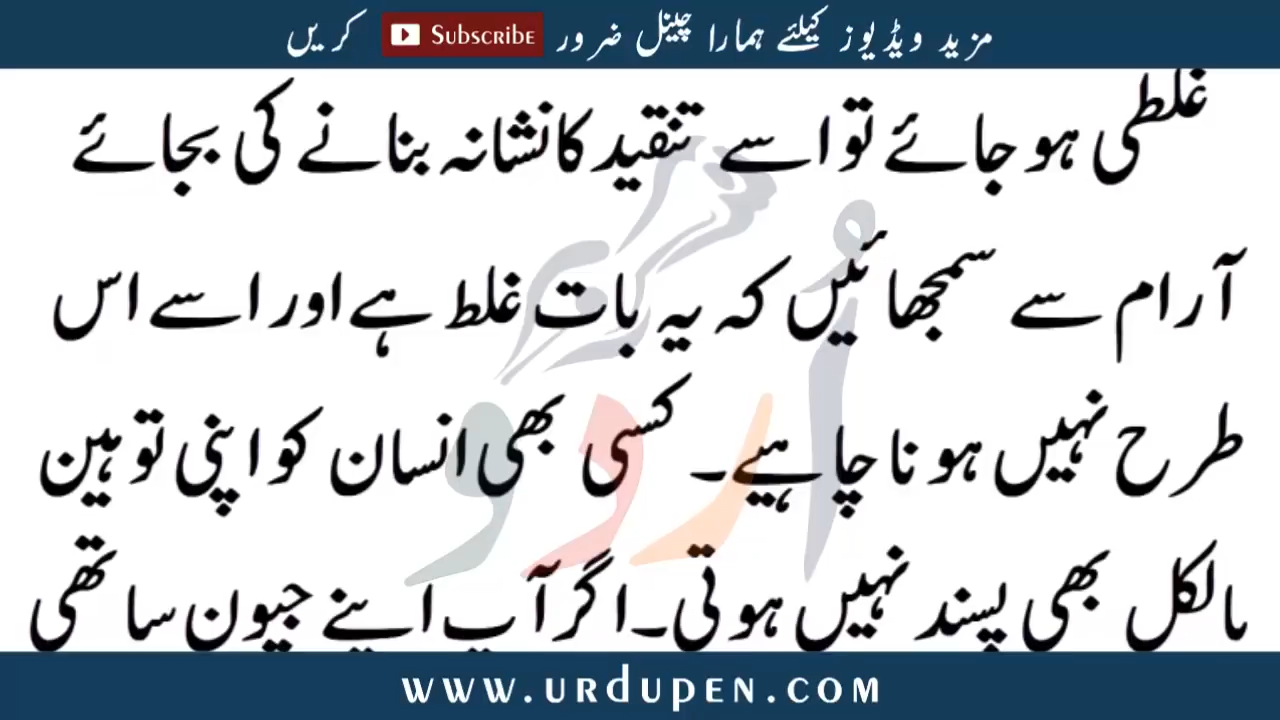 مزید ویڈیوز کیلئے ہمارا چینل ضرور Subscribe کریں
غلطی ہو جائے تو اسے تنقید کا نشانہ بنانے کی بجائے
آرام سے سمجھائیں کہ یہ بات غلط ہے اور اسے اس
طرح نہیں ہونا چاہیے۔ کسی بھی انسان کو اپنی توہین
بالکل بھی پسند نہیں ہوتی۔ اگر آپ اپنے جیون ساتھی
اُردو
www.urdupen.com